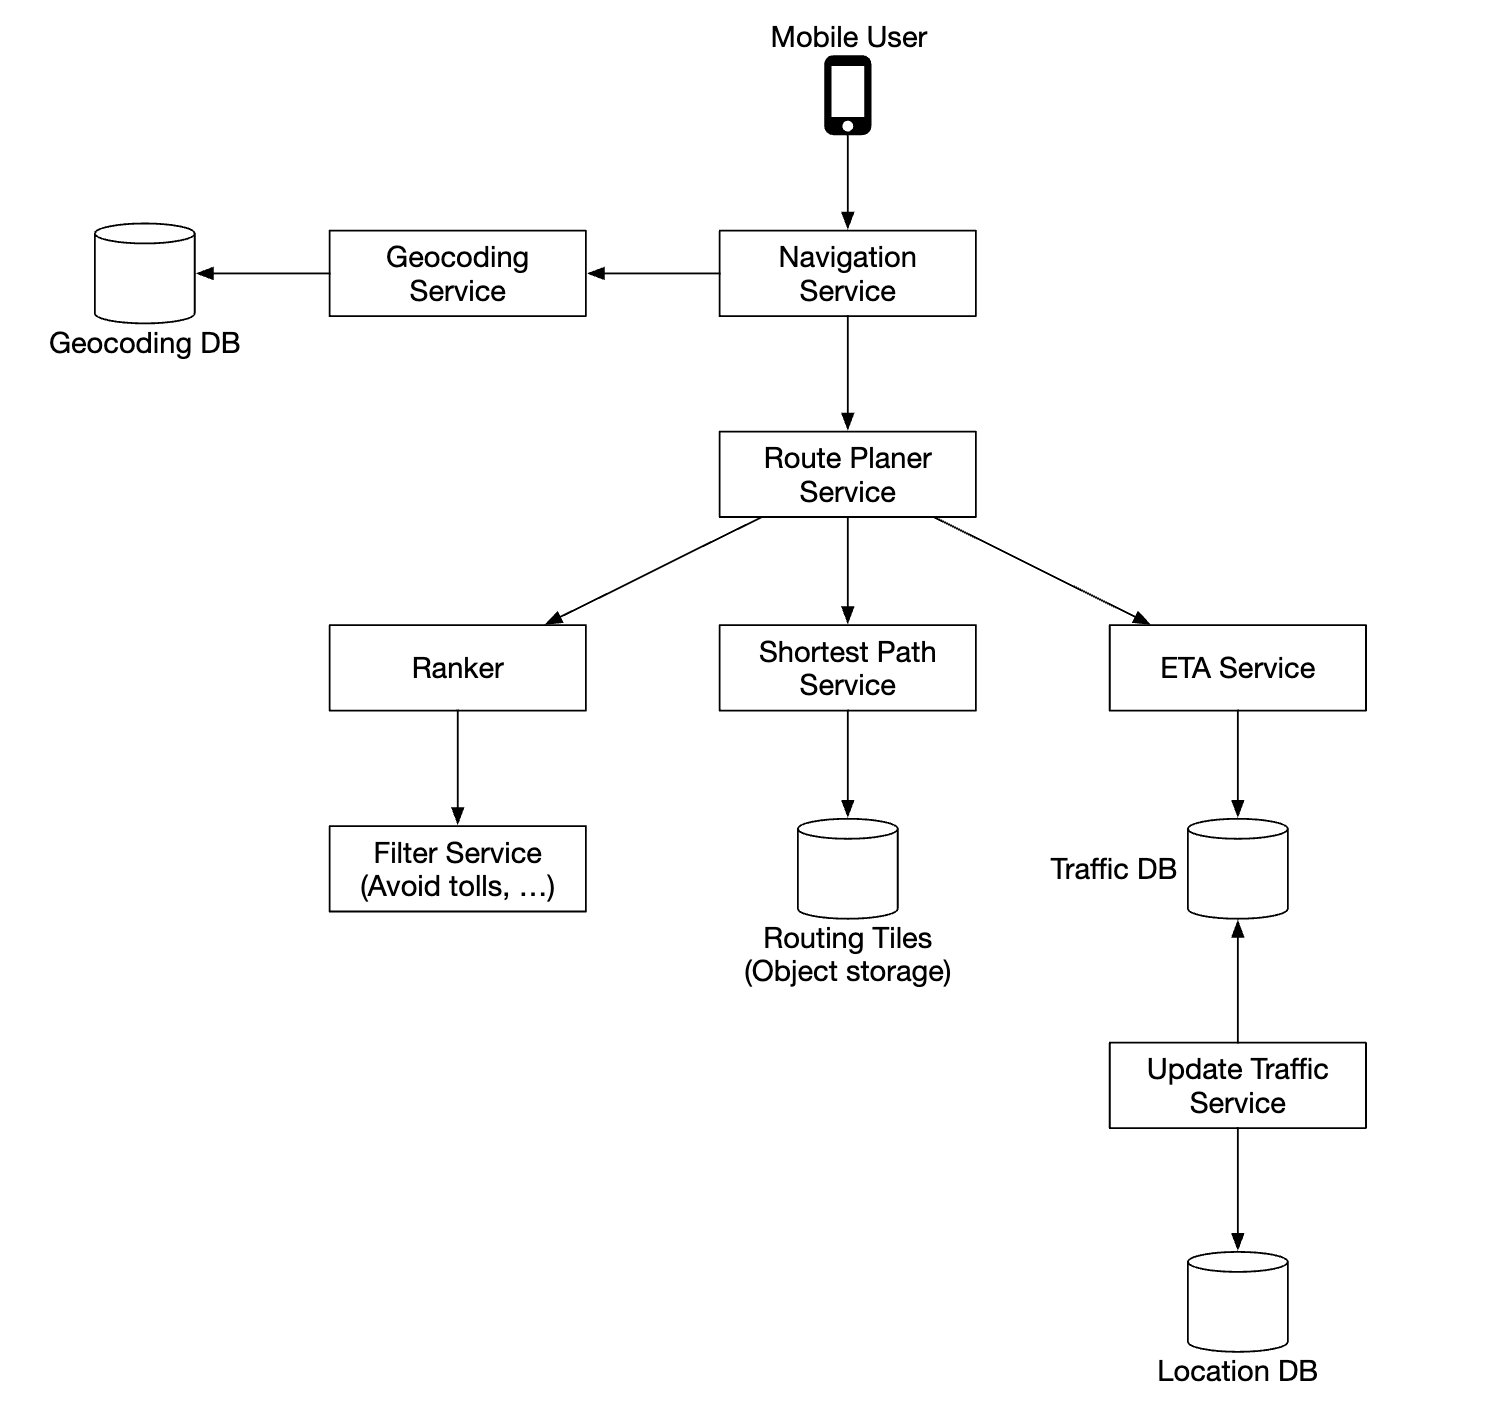 Mobile User
Geocoding
Service
Navigation
Service
Geocoding DB
Route Planer
Service
Ranker
Shortest Path
Service
ETA Service
Filter Service
(Avoid tolls, …)
Traffic DB
Routing Tiles
(Object storage)
Update Traffic
Service
Location DB